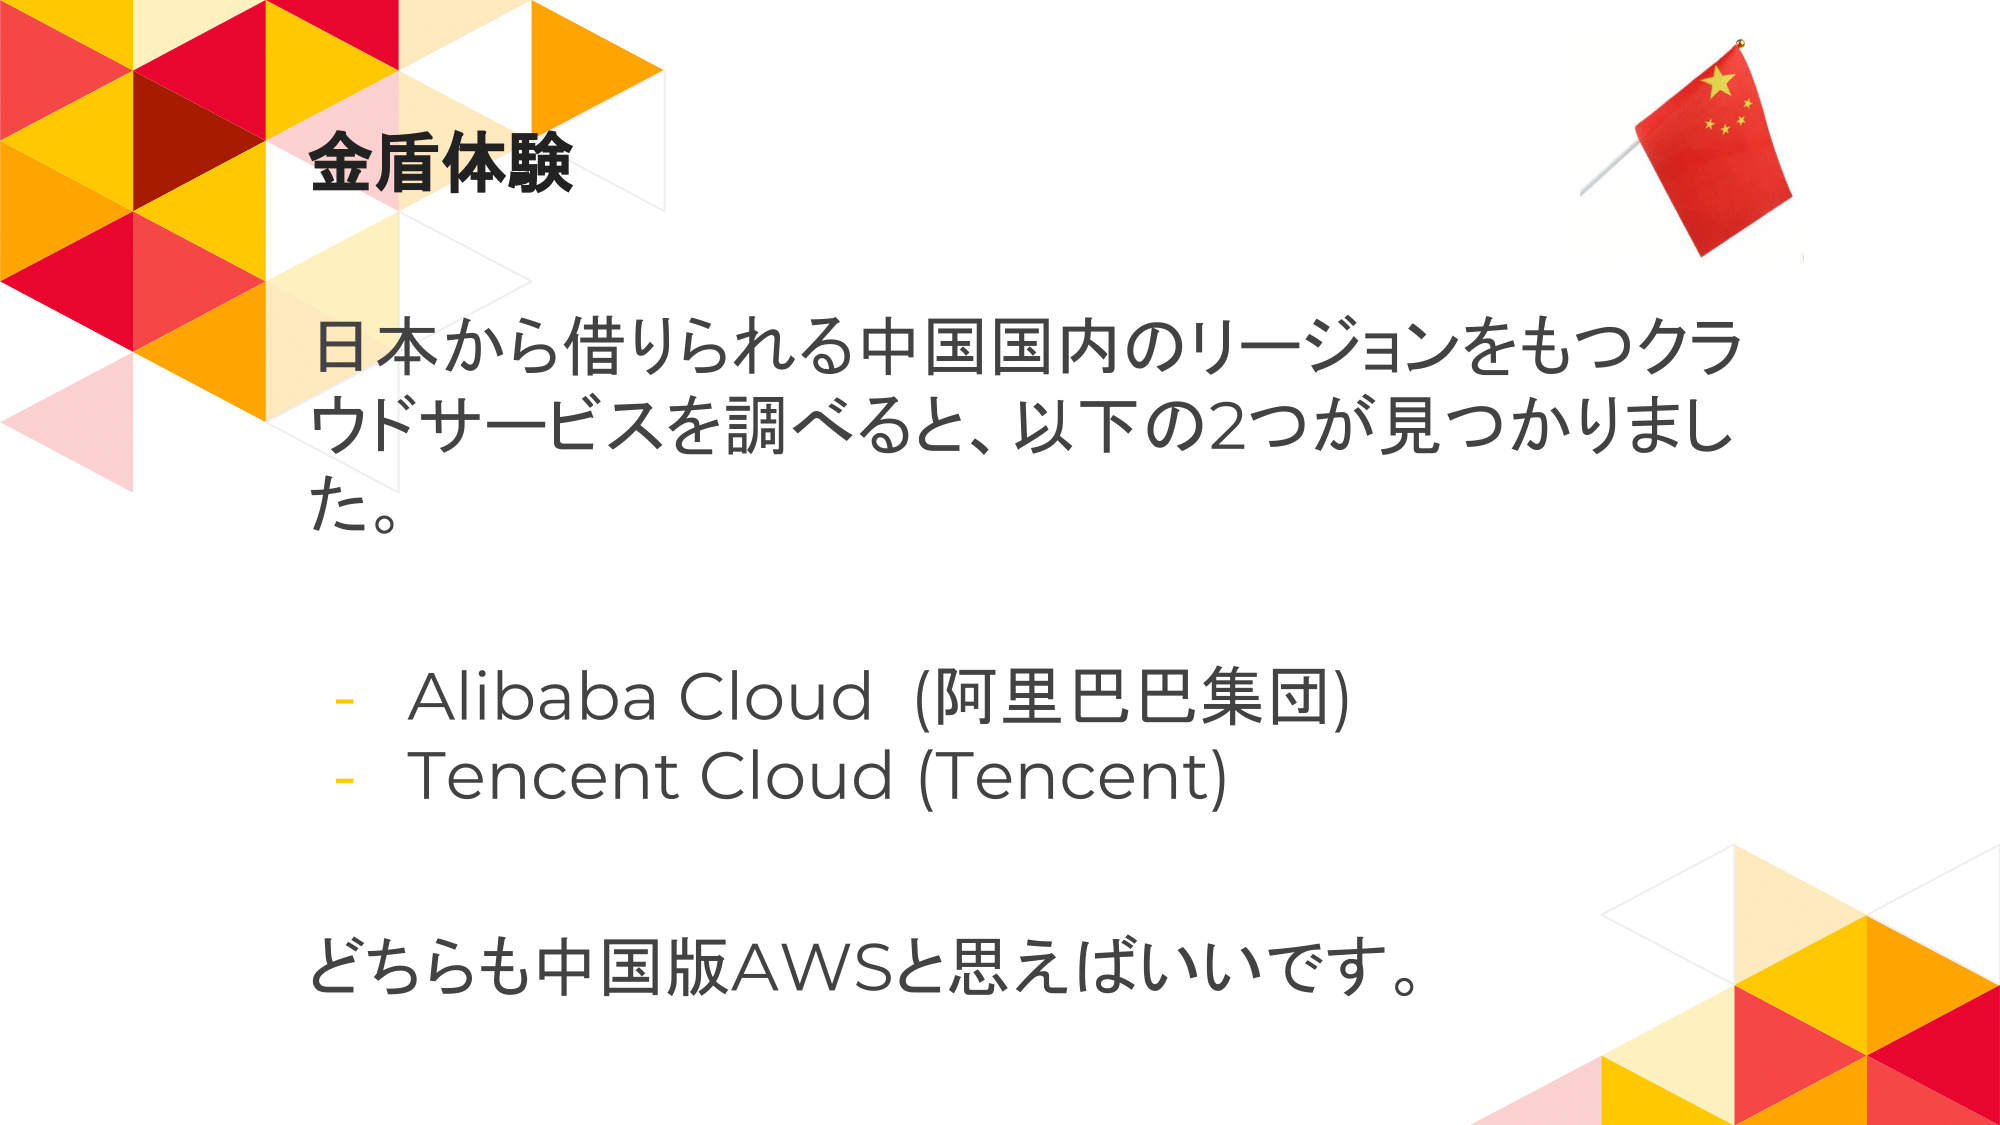 金盾体験
日本から借りられる中国国内のリージョンをもつクラ
ウドサービスを調べると、以下の2つが見つかりまし
た。
- Alibaba Cloud (阿里巴巴集団)
- Tencent Cloud (Tencent)
どちらも中国版AWSと思えばいいです。